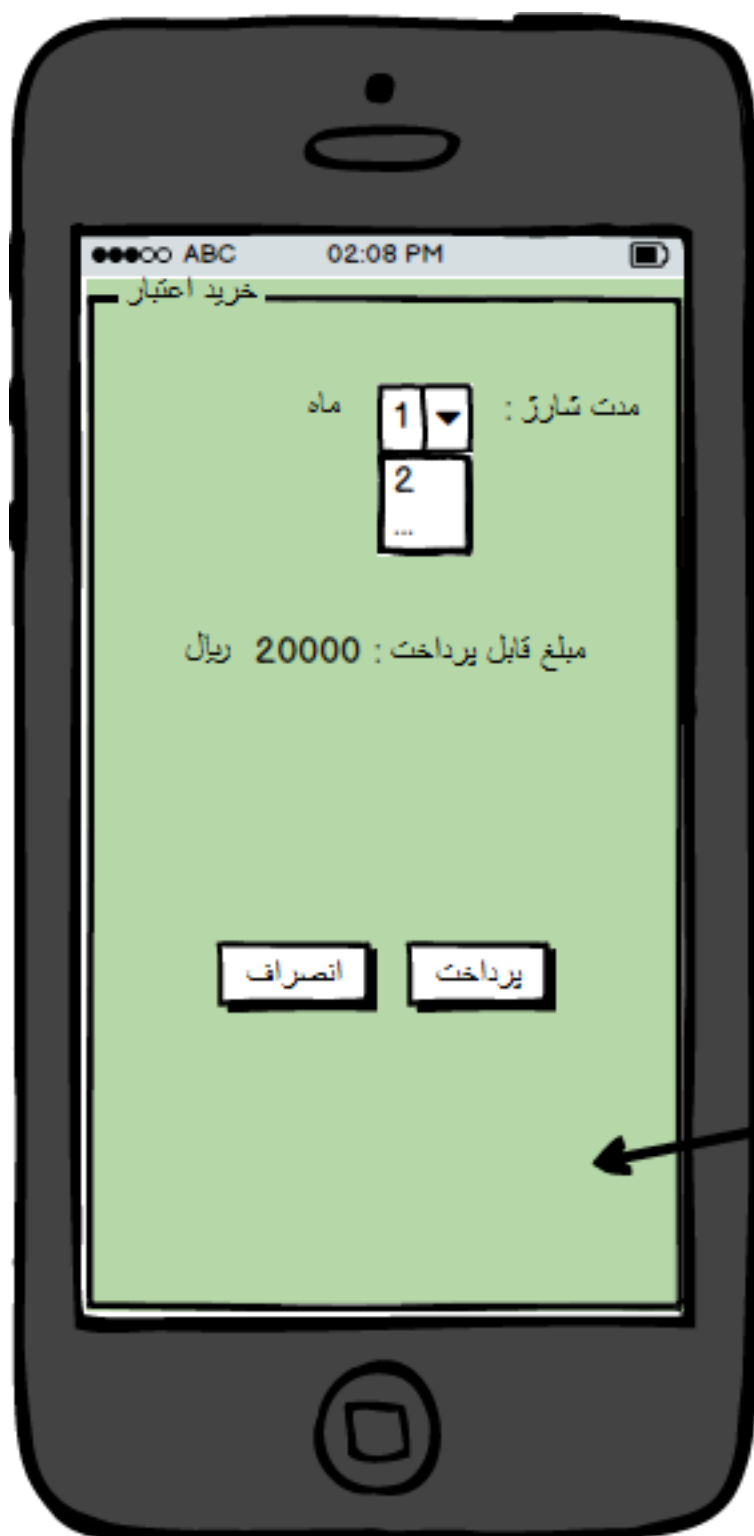 ABC 02:08 PM
خرید اعتبار
مدت شارژ : 1 ماه
2
...
مبلغ قابل پرداخت : 20000 ریال
پرداخت انصراف